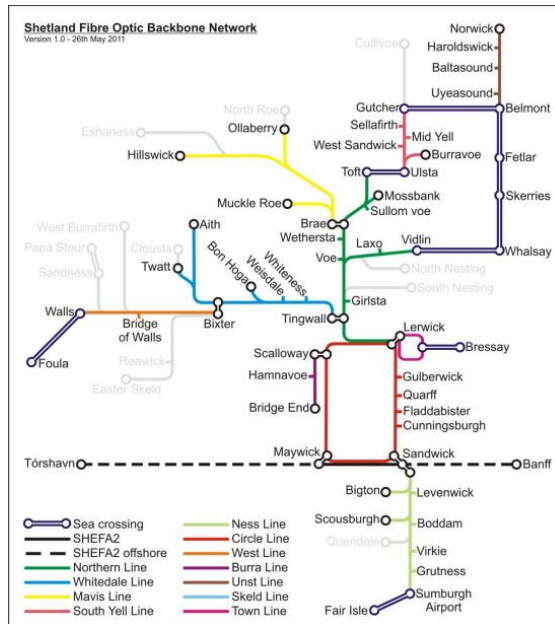 Shetland Fibre Optic Backbone Network
Version 1.0 - 26th May 2011
Norwick
Cullivoe
Haroldswick
Baltasound
Uyeasound
North Roe
Gutcher
Belmont
Ollaberry
Sellafirth
Eshaness
Mid Yell
West Sandwick
Hillswick
Burravoe
Fetlar
Toft
Ulsta
Muckle Roe
Mossbank
Skerries
Sullom voe
West Burrafirth
Aith
Brae
Wethersta
Laxo
Vidlin
Papa Stour
Clousta
Bon Hoga
Weisdale
Whiteness
Voe
Whalsay
Sandness
Twatt
North Nesting
South Nesting
Girlsta
Walls
Bridge
of Walls
Bixter
Tingwall
Lerwick
Foula
Reawick
Scalloway
Bressay
Easter Skeld
Hamnavoe
Gulberwick
Quarff
Bridge End
Fladdabister
Cunningsburgh
Maywick
Sandwick
Tórshavn
Banff
Bigton
Levenwick
Scousburgh
Boddam
Quendale
Virkie
Grutness
Fair Isle
Sumburgh
Airport
Sea crossing
SHEFA2
SHEFA2 offshore
Northern Line
Whitedale Line
Mavis Line
South Yell Line
Ness Line
Circle Line
West Line
Burra Line
Unst Line
Skeld Line
Town Line